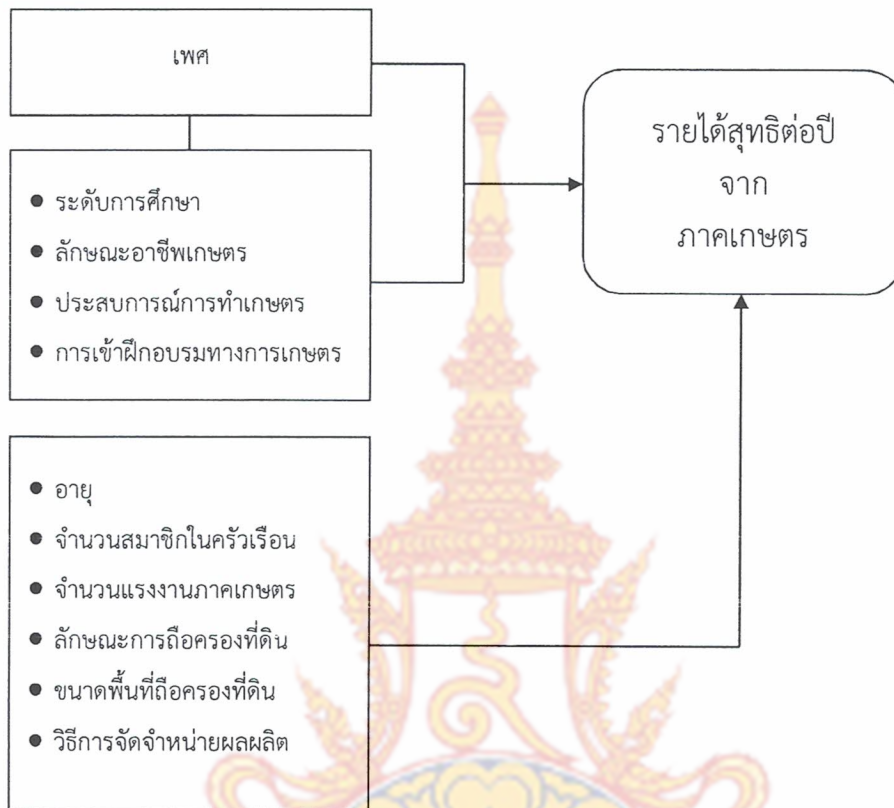 เพศ
● ระดับการศึกษา
● ลักษณะอาชีพเกษตร
● ประสบการณ์การทำเกษตร
● การเข้าฝึกอบรมทางการเกษตร
รายได้สุทธิต่อปี
จาก
ภาคเกษตร
● อายุ
● จำนวนสมาชิกในครัวเรือน
● จำนวนแรงงานภาคเกษตร
● ลักษณะการถือครองที่ดิน
● ขนาดพื้นที่ถือครองที่ดิน
● วิธีการจัดจำหน่ายผลผลิต